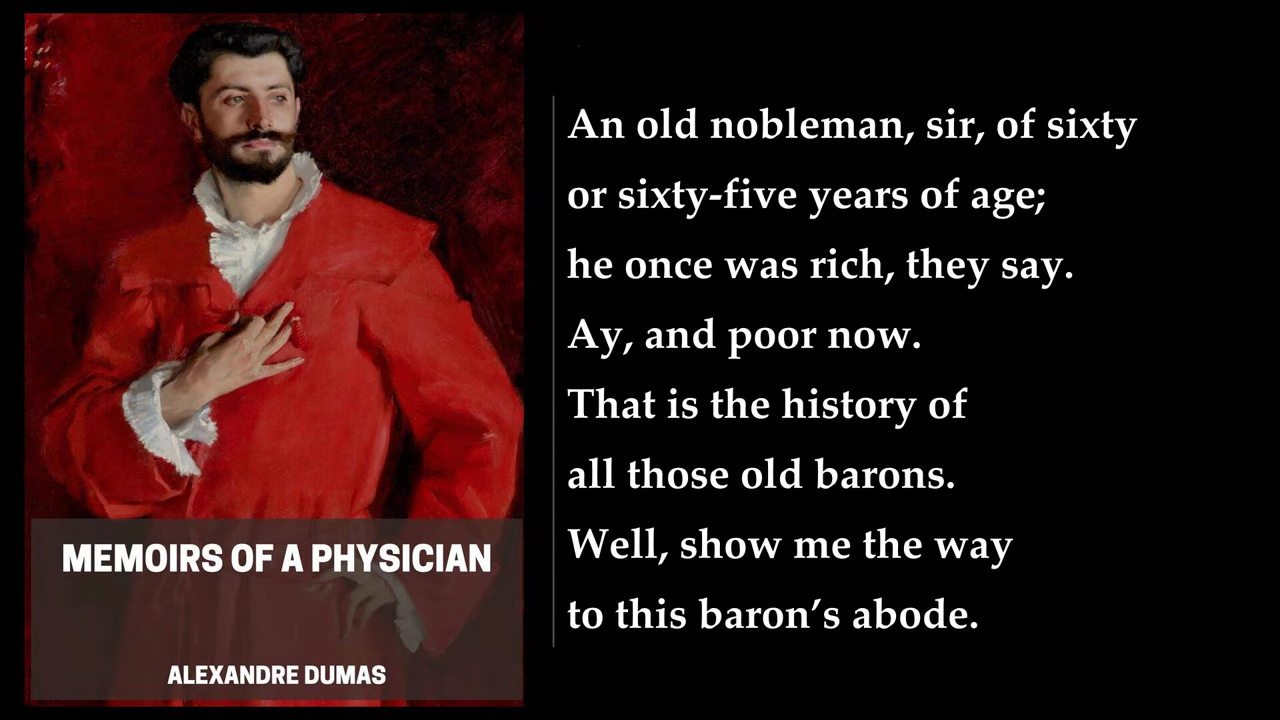 An old nobleman, sir, of sixty
or sixty-five years of age;
he once was rich, they say.
Ay, and poor now.
That is the history of
all those old barons.
Well, show me the way
to this baron’s abode.
MEMOIRS OF A PHYSICIAN
ALEXANDRE DUMAS